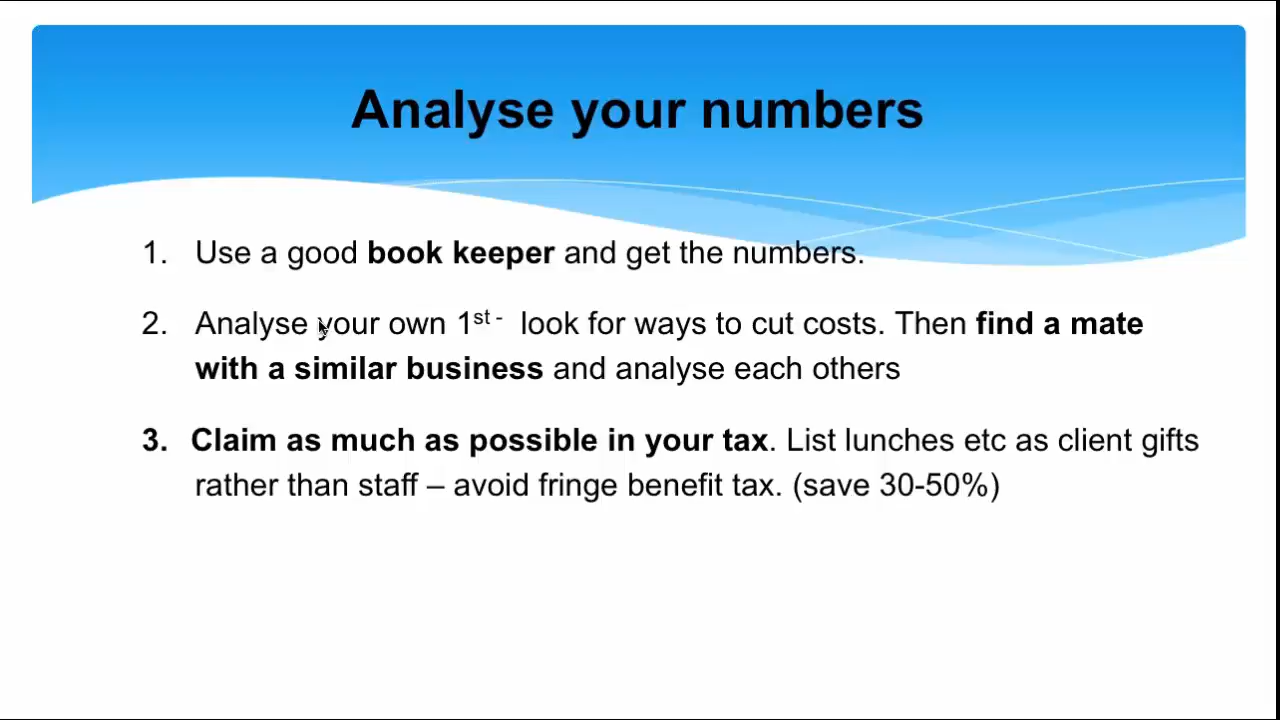 Analyse your numbers
1. Use a good book keeper and get the numbers.
2. Analyse your own 1st - look for ways to cut costs. Then find a mate
with a similar business and analyse each others
3. Claim as much as possible in your tax. List lunches etc as client gifts
rather than staff – avoid fringe benefit tax. (save 30-50%)